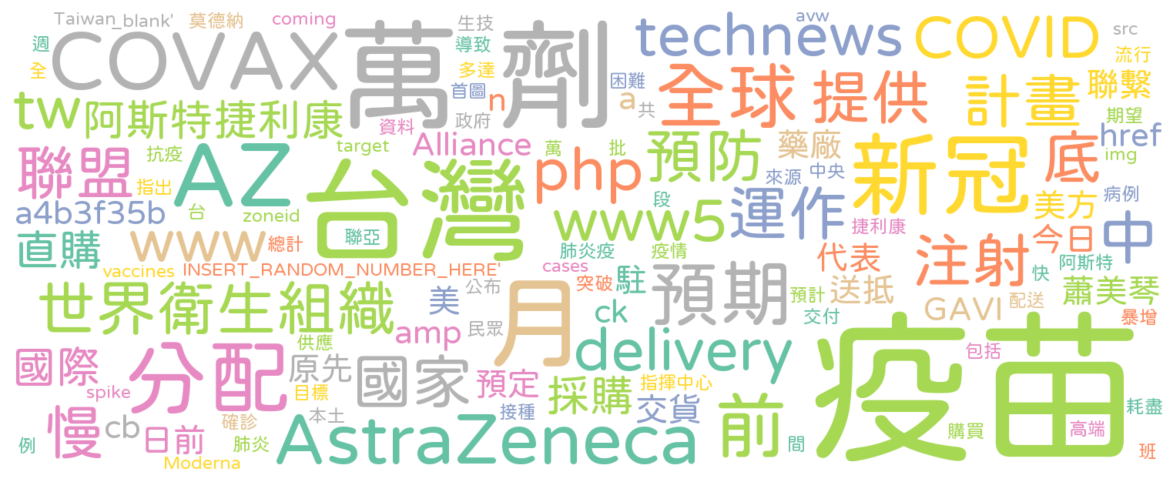 Taiwan_blank' 莫德納 coming 生技 avw src
週 COVAX 萬 劑 導致 technews COVID 流行
全 多達 困難 全球 提供 計畫 聯繫
首圖 n a 共 期望
tw 阿斯特捷利康 資料 政府 Alliance 萬 批 預防 藥廠 href
聯盟 抗疫 AZ target php 來源 中央 新冠 底 img
指出 台灣 段 運作 美方 病例
a4b3f35b 台 zoneid www5 捷利康 中
直購 www 總計 聯亞 肺炎疫 疫情 代表 注射 今日
vaccines INSERT_RANDOM_NUMBER_HERE' cases 突破 駐 預期 送抵 快 阿斯特
世界衛生組織 美 公布 月 預計 GAVI 配送 蕭美琴
供應 amp 民眾 ck 交付 暴增
國際 分配 原先 國家 delivery 疫苗 包括
spike 目標 預定 採購 指揮中心
慢 cb 日前 確診 本土 接種 交貨 前 耗盡
例 肺炎 AstraZeneca 間 購買 高端
Moderna 班